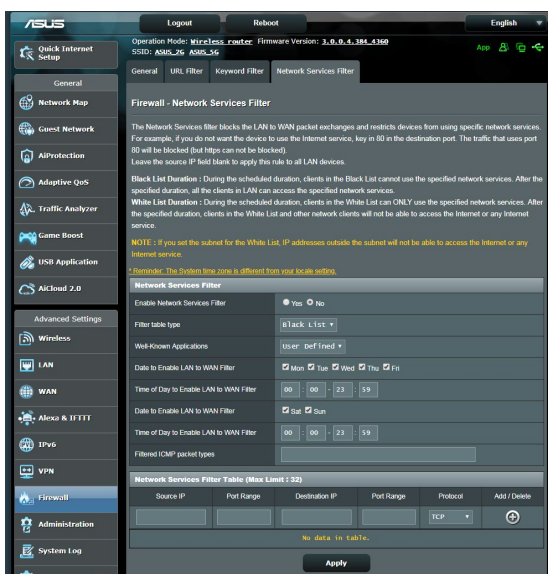 ASUS
Logout
Reboot
English
Operation Mode: Wireless router Firmware Version: 3.0.0.4.384_4360
SSID: ASUS_2G ASUS_5G
App
Quick Internet
Setup
General
Network Map
Guest Network
AiProtection
Adaptive QoS
Traffic Analyzer
Game Boost
USB Application
AiCloud 2.0
Advanced Settings
Wireless
LAN
WAN
Alexa & IFTTT
IPv6
VPN
Firewall
Administration
System Log
General
URL Filter
Keyword Filter
Network Services Filter
Firewall - Network Services Filter
The Network Services filter blocks the LAN to WAN packet exchanges and restricts devices from using specific network services.
For example, if you do not want the device to use the Internet service, key in 80 in the destination port. The traffic that uses port
80 will be blocked (but https can not be blocked).
Leave the source IP field blank to apply this rule to all LAN devices.
Black List Duration : During the scheduled duration, clients in the Black List cannot use the specified network services. After the
specified duration, all the clients in LAN can access the specified network services.
White List Duration : During the scheduled duration, clients in the White List can ONLY use the specified network services. After
the specified duration, clients in the White List and other network clients will not be able to access the Internet or any Internet
service.
NOTE : If you set the subnet for the White List, IP addresses outside the subnet will not be able to access the Internet or any
Internet service.
* Reminder: The System time zone is different from your locale setting.
Network Services Filter
Enable Network Services Filter
Yes No
Filter table type
Black List
Well-Known Applications
User Defined
Date to Enable LAN to WAN Filter
Mon Tue Wed Thu Fri
Time of Day to Enable LAN to WAN Filter
00 : 00 - 23 : 59
Date to Enable LAN to WAN Filter
Sat Sun
Time of Day to Enable LAN to WAN Filter
00 : 00 - 23 : 59
Filtered ICMP packet types
Network Services Filter Table (Max Limit : 32)
Source IP
Port Range
Destination IP
Port Range
Protocol
Add / Delete
TCP
No data in table.
Apply